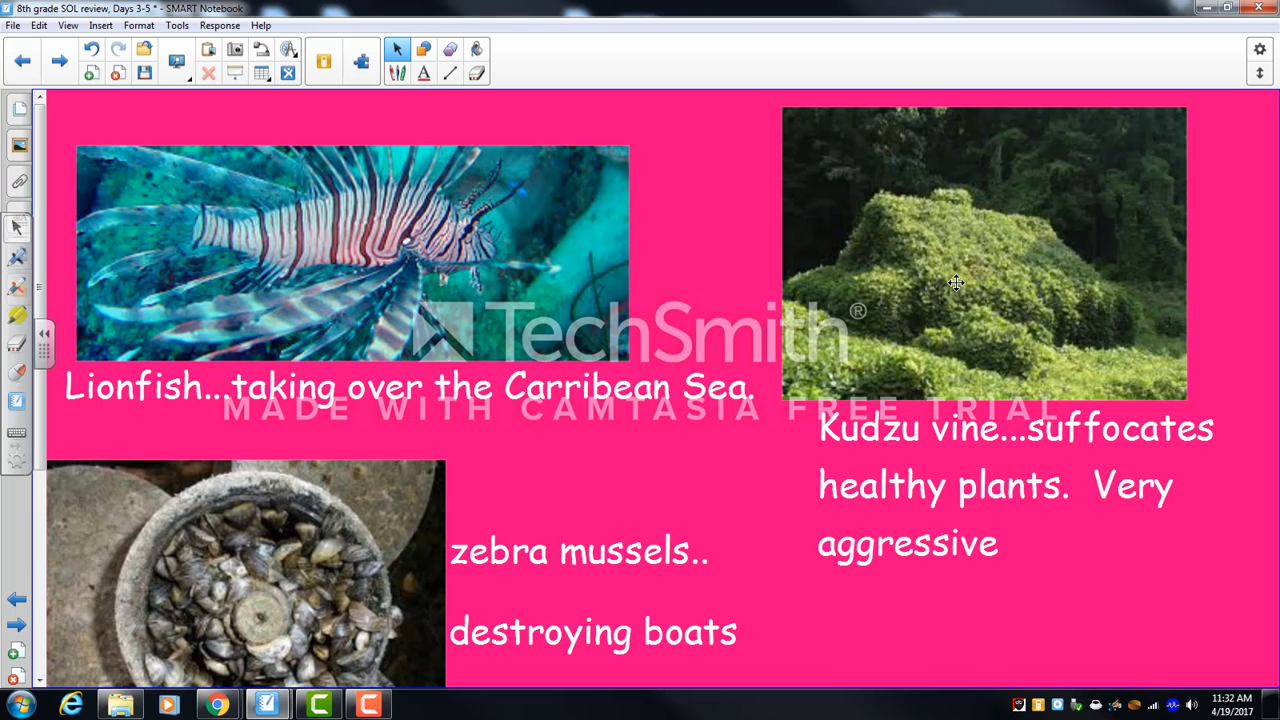 8th grade SOL review, Days 3-5 * - SMART Notebook
File Edit View Insert Format Tools Response Help
TechSmith®
Lionfish...taking over the Carribean Sea.
MADE WITH CAMTASIA FREE TRIAL
Kudzu vine...suffocates
healthy plants. Very
aggressive
zebra mussels..
destroying boats
11:32 AM
4/19/2017